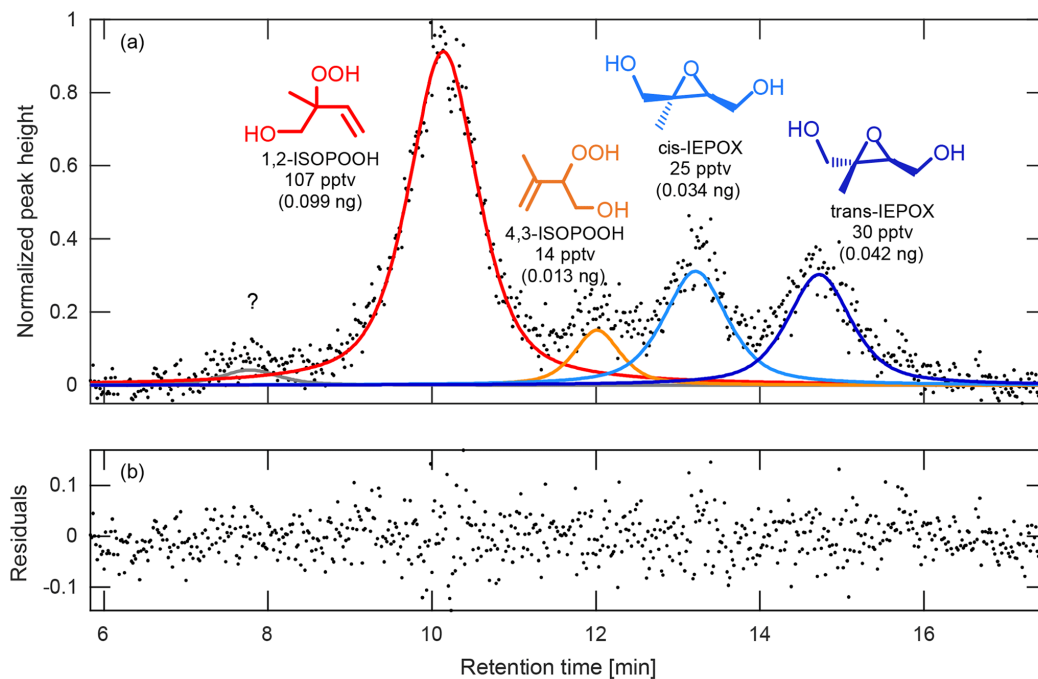 (a)
Normalized peak height
1
0.8
0.6
0.4
0.2
0
?
OOH
HO
1,2-ISOPOOH
107 pptv
(0.099 ng)
OOH
OH
4,3-ISOPOOH
14 pptv
(0.013 ng)
HO
O
OH
cis-IEPOX
25 pptv
(0.034 ng)
HO
O
OH
trans-IEPOX
30 pptv
(0.042 ng)
(b)
Residuals
0.1
0
-0.1
6 8 10 12 14 16
Retention time [min]